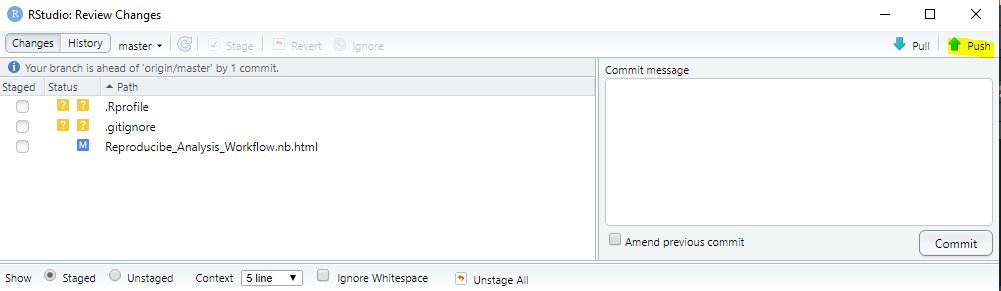 RStudio: Review Changes
Changes History master Stage Revert Ignore Pull Push
Your branch is ahead of 'origin/master' by 1 commit.
Commit message
Staged Status Path
? ? .Rprofile
? ? .gitignore
M Reproducibe_Analysis_Workflow.nb.html
Amend previous commit
Commit
Show Staged Unstaged Context 5 line Ignore Whitespace Unstage All